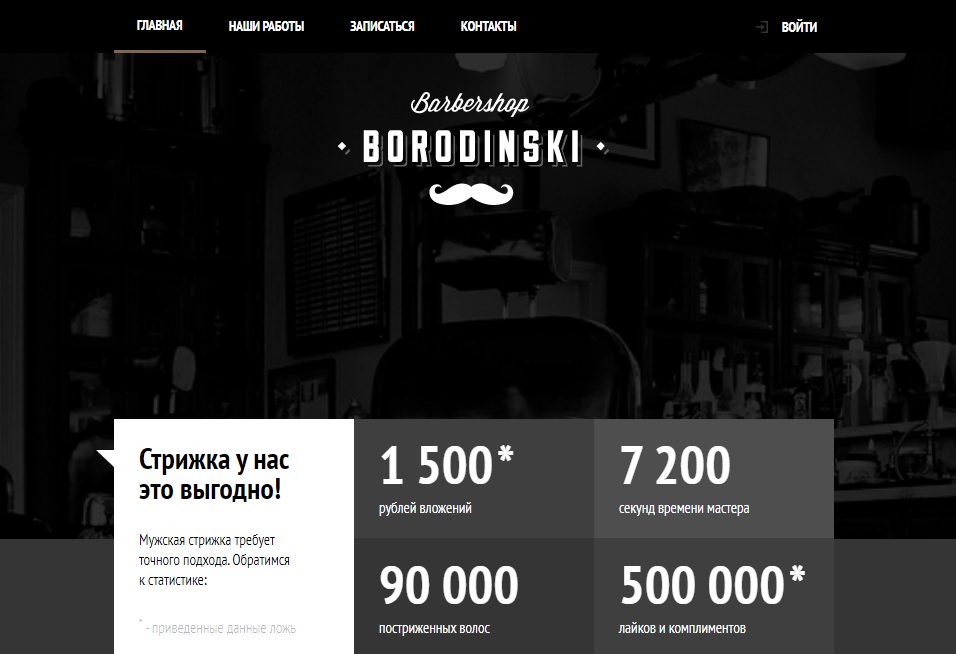 ГЛАВНАЯ НАШИ РАБОТЫ ЗАПИСАТЬСЯ КОНТАКТЫ ВОЙТИ
Barbershop
BORODINSKI
Стрижка у нас
это выгодно!
Мужская стрижка требует
точного подхода. Обратимся
к статистике:
* - приведенные данные ложь
1 500*
рублей вложений
7 200
секунд времени мастера
90 000
постриженных волос
500 000*
лайков и комплиментов